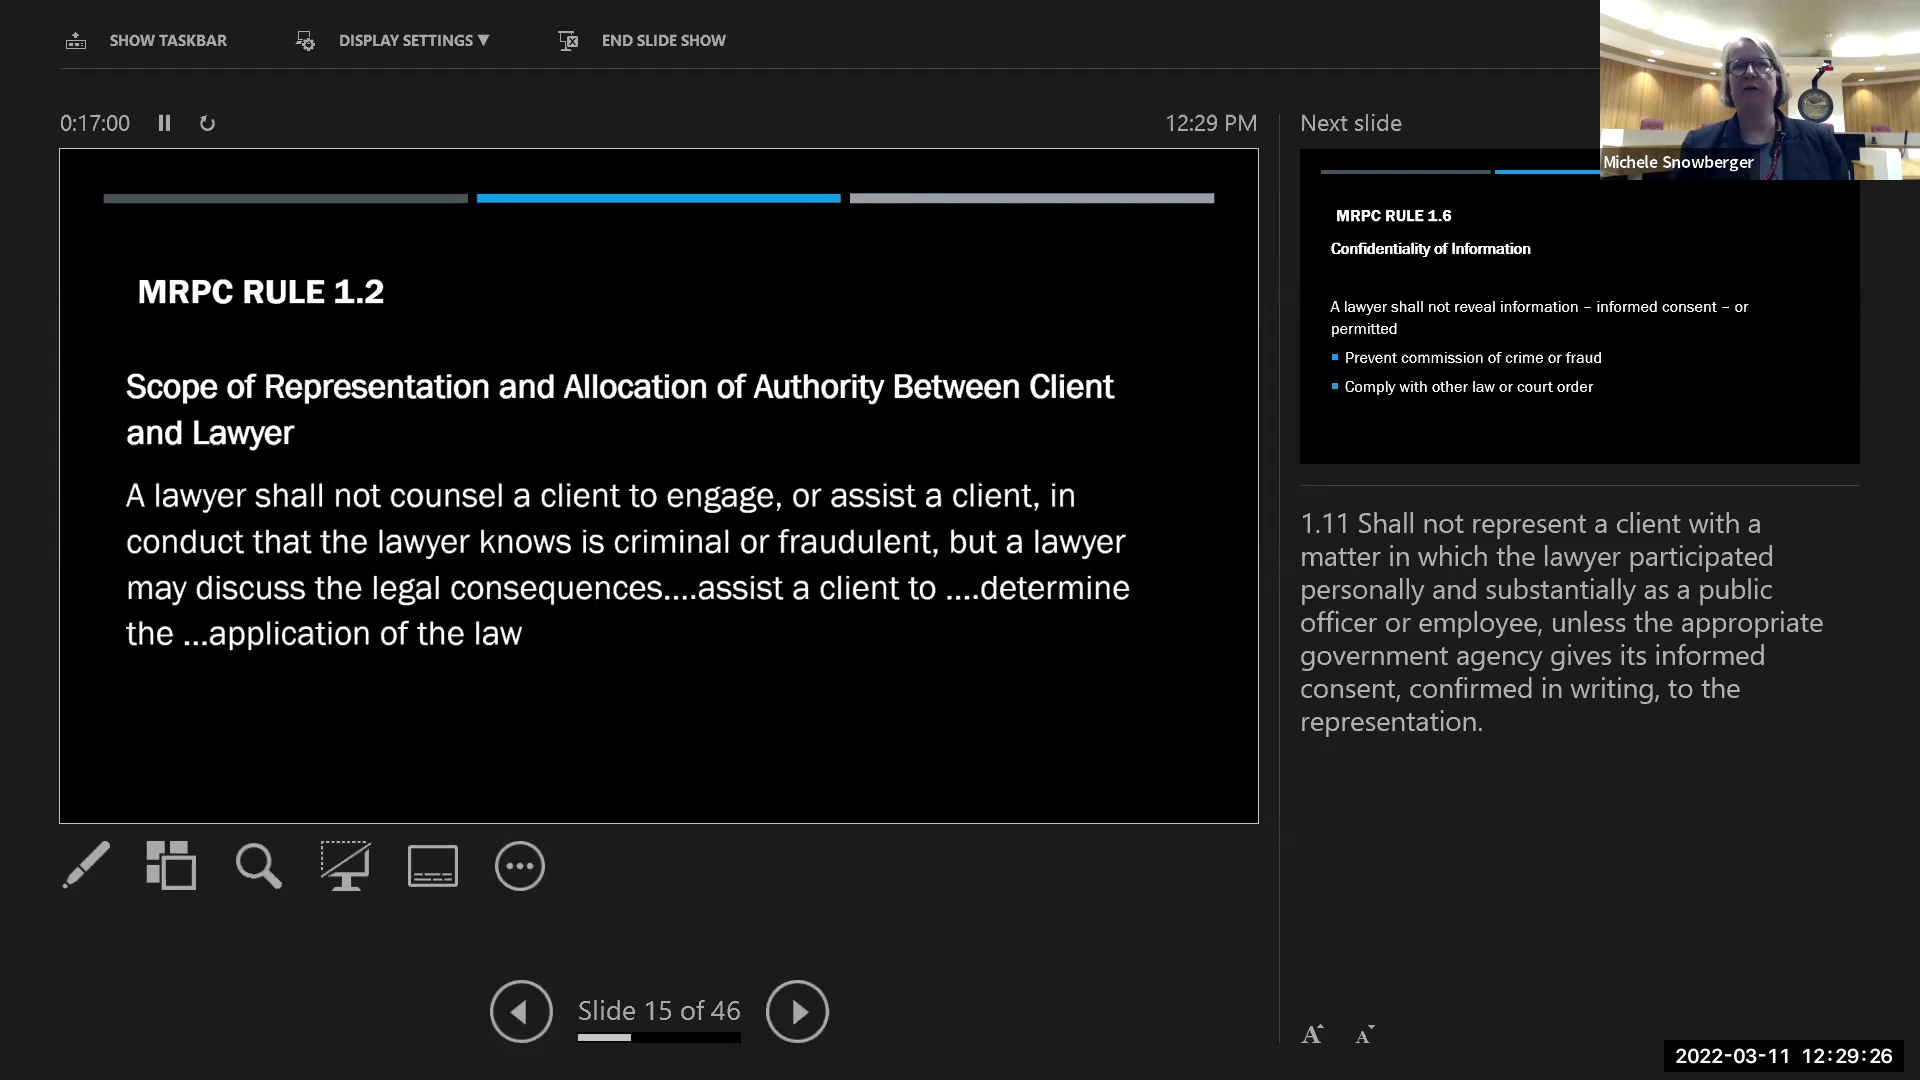 SHOW TASKBAR
DISPLAY SETTINGS ▼
END SLIDE SHOW
0:17:00
12:29 PM
Next slide
Michele Snowberger
MRPC RULE 1.2
Scope of Representation and Allocation of Authority Between Client
and Lawyer
A lawyer shall not counsel a client to engage, or assist a client, in
conduct that the lawyer knows is criminal or fraudulent, but a lawyer
may discuss the legal consequences....assist a client to ....determine
the ...application of the law
MRPC RULE 1.6
Confidentiality of Information
A lawyer shall not reveal information – informed consent – or
permitted
Prevent commission of crime or fraud
Comply with other law or court order
1.11 Shall not represent a client with a
matter in which the lawyer participated
personally and substantially as a public
officer or employee, unless the appropriate
government agency gives its informed
consent, confirmed in writing, to the
representation.
Slide 15 of 46
A A
2022-03-11 12:29:26